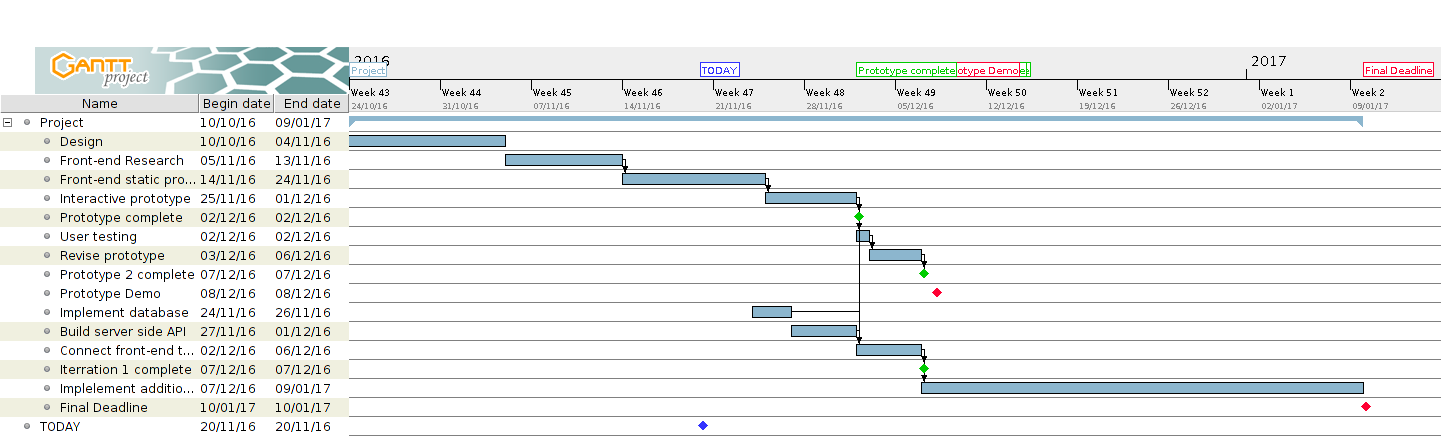 GANTT
project
2016
2017
Project
TODAY
Prototype complete
otype Demo
Final Deadline
Week 43
Week 44
Week 45
Week 46
Week 47
Week 48
Week 49
Week 50
Week 51
Week 52
Week 1
Week 2
24/10/16
31/10/16
07/11/16
14/11/16
21/11/16
28/11/16
05/12/16
12/12/16
19/12/16
26/12/16
02/01/17
09/01/17
Name Begin date End date
Project 10/10/16 09/01/17
Design 10/10/16 04/11/16
Front-end Research 05/11/16 13/11/16
Front-end static pro... 14/11/16 24/11/16
Interactive prototype 25/11/16 01/12/16
Prototype complete 02/12/16 02/12/16
User testing 02/12/16 02/12/16
Revise prototype 03/12/16 06/12/16
Prototype 2 complete 07/12/16 07/12/16
Prototype Demo 08/12/16 08/12/16
Implement database 24/11/16 26/11/16
Build server side API 27/11/16 01/12/16
Connect front-end t... 02/12/16 06/12/16
Iterration 1 complete 07/12/16 07/12/16
Implelement additio... 07/12/16 09/01/17
Final Deadline 10/01/17 10/01/17
TODAY 20/11/16 20/11/16